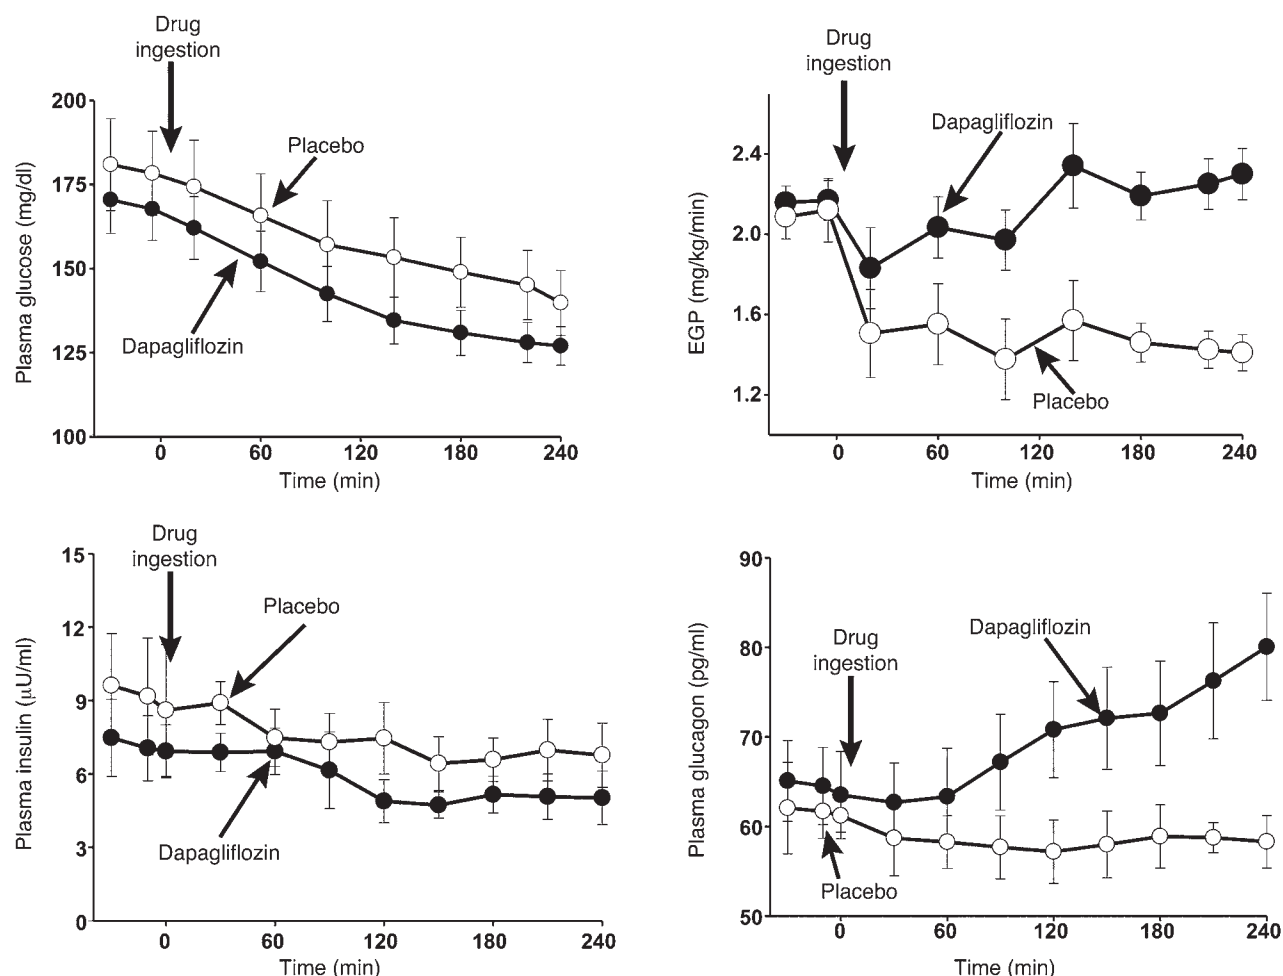 Drug
ingestion
200
175
150
125
100
Plasma glucose (mg/dl)
Placebo
Dapagliflozin
0
60
120
180
240
Time (min)
Drug
ingestion
2.4
2.0
1.6
1.2
EGP (mg/kg/min)
Dapagliflozin
Placebo
0
60
120
180
240
Time (min)
Drug
ingestion
15
12
9
6
3
0
Plasma insulin (μU/ml)
Placebo
Dapagliflozin
0
60
120
180
240
Time (min)
90
80
70
60
50
Plasma glucagon (pg/ml)
Drug
ingestion
Dapagliflozin
Placebo
0
60
120
180
240
Time (min)